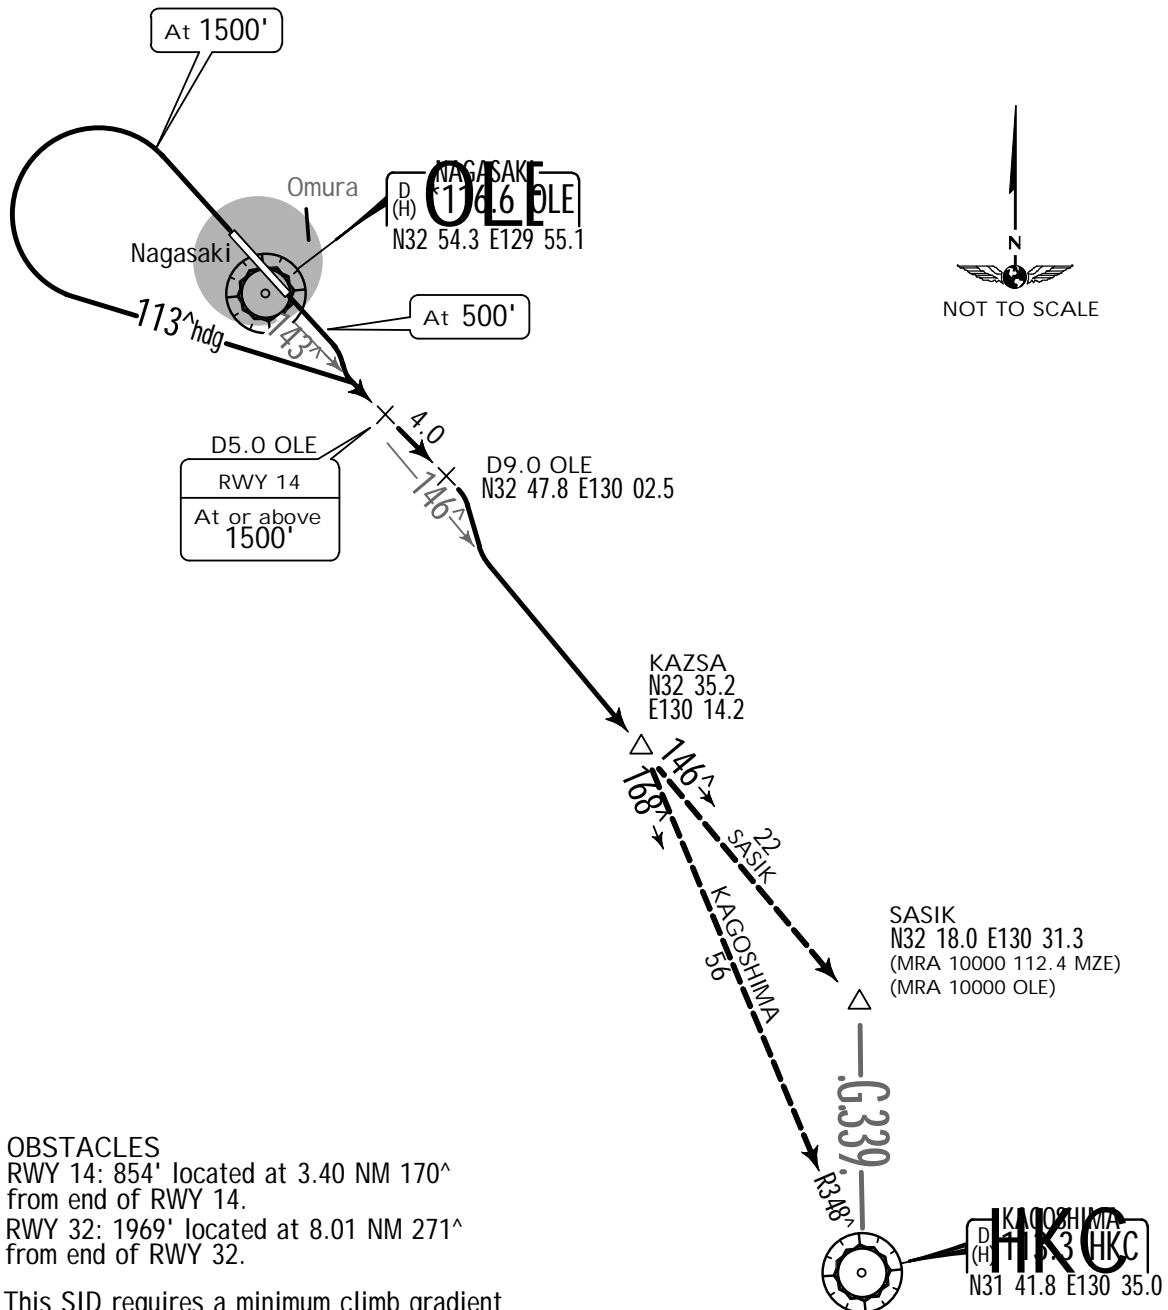 At 1500'
NAGASAKI
D
(H)
*116.6 OLE
OLE
N32 54.3 E129 55.1
Omura
Nagasaki
N
NOT TO SCALE
At 500'
113^hdg
143^
D5.0 OLE
RWY 14
At or above
1500'
4.0
D9.0 OLE
N32 47.8 E130 02.5
146^
KAZSA
N32 35.2
E130 14.2
146^
168^
22
SASIK
KAGOSHIMA
56
SASIK
N32 18.0 E130 31.3
(MRA 10000 112.4 MZE)
(MRA 10000 OLE)
.G339.
R348^
KAGOSHIMA
D
(H)
113.3 HKC
HKC
N31 41.8 E130 35.0
OBSTACLES
RWY 14: 854' located at 3.40 NM 170^
from end of RWY 14.
RWY 32: 1969' located at 8.01 NM 271^
from end of RWY 32.
This SID requires a minimum climb gradient